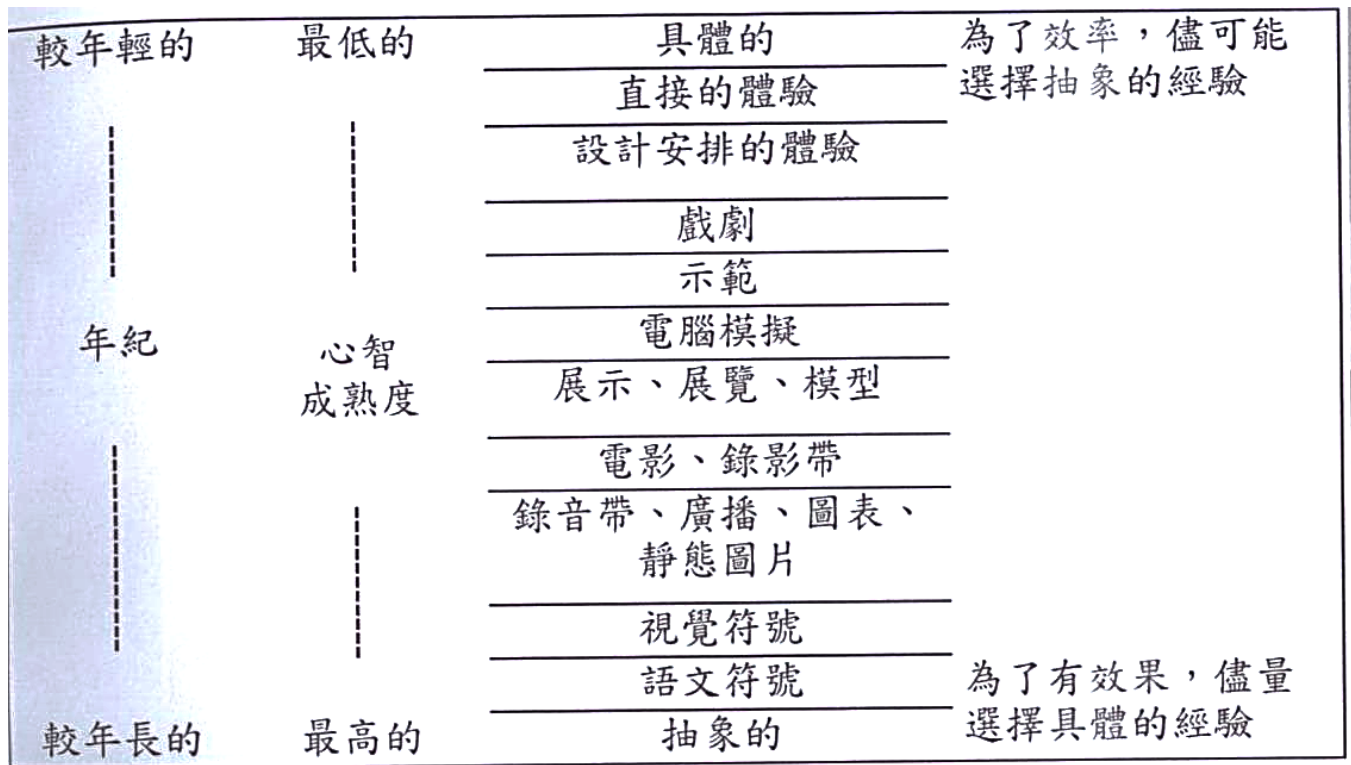 較年輕的
最低的
具體的
為了效率，儘可能
選擇抽象的經驗
直接的體驗
設計安排的體驗
戲劇
示範
電腦模擬
年紀
心智
成熟度
展示、展覽、模型
電影、錄影帶
錄音帶、廣播、圖表、
靜態圖片
視覺符號
語文符號
較年長的
最高的
抽象的
為了有效果，儘量
選擇具體的經驗